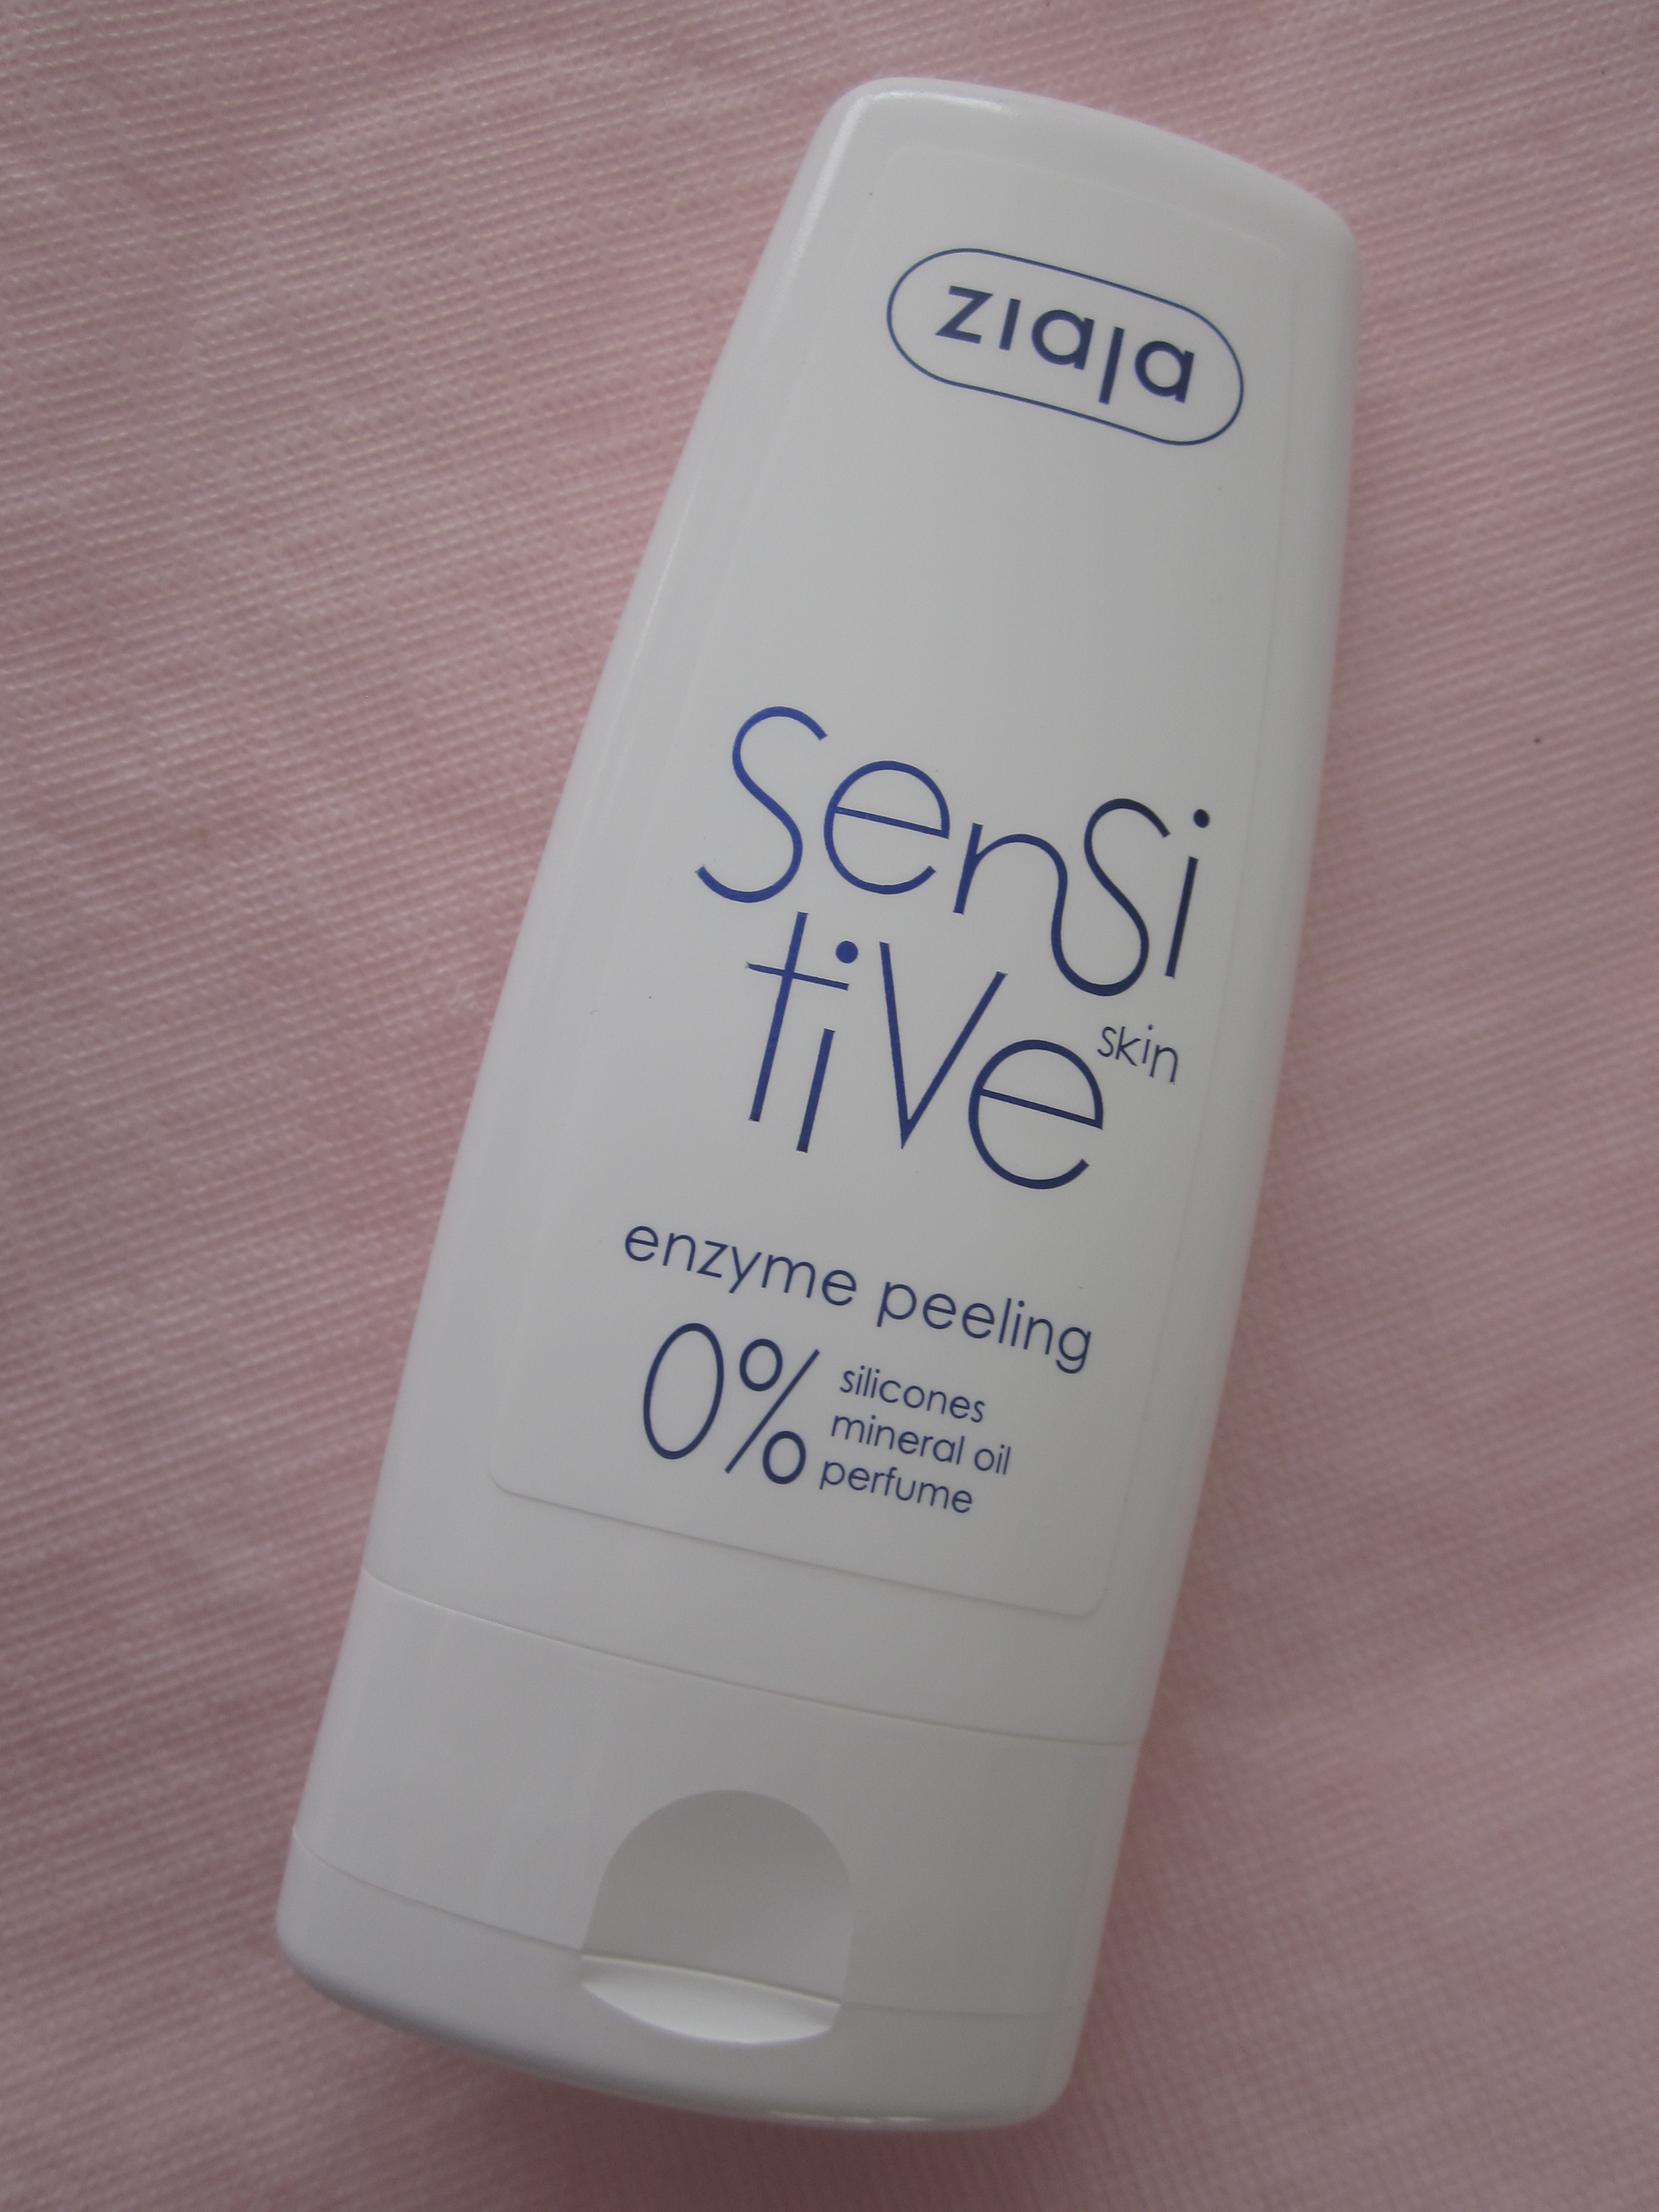 ziaja
sensi
tive
skin
enzyme peeling
0%
silicones
mineral oil
perfume